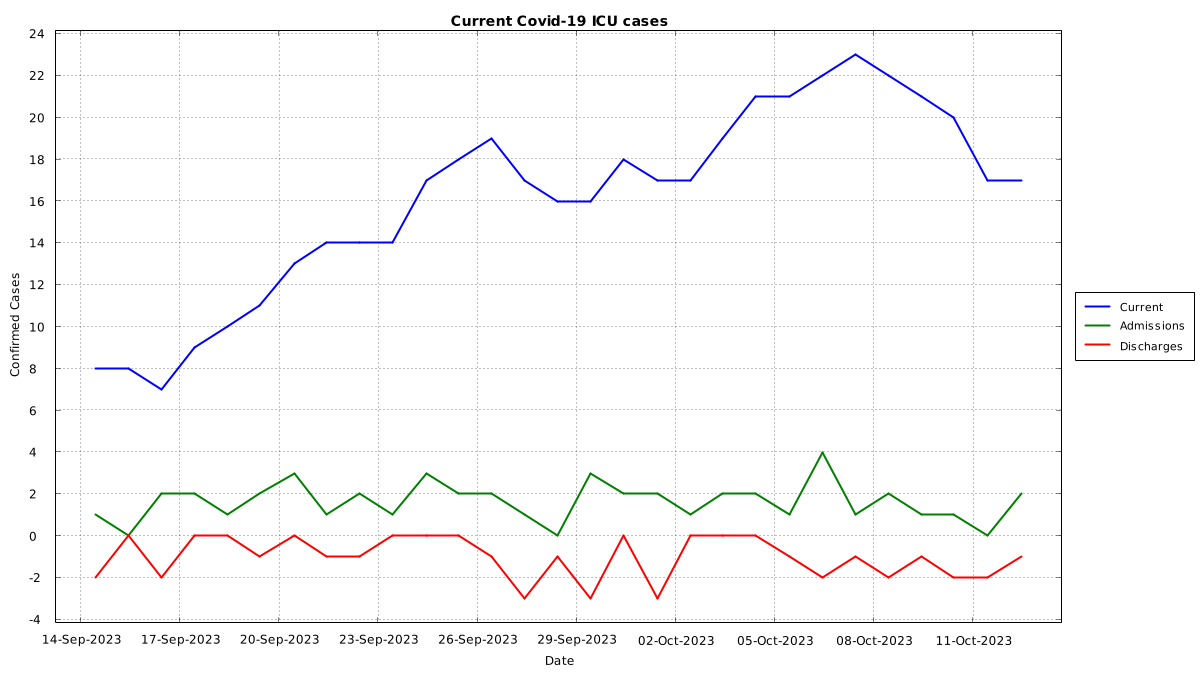 Current Covid-19 ICU cases
Confirmed Cases
24
22
20
18
16
14
12
10
8
6
4
2
0
-2
-4
14-Sep-2023 17-Sep-2023 20-Sep-2023 23-Sep-2023 26-Sep-2023 29-Sep-2023 02-Oct-2023 05-Oct-2023 08-Oct-2023 11-Oct-2023
Date
Current
Admissions
Discharges